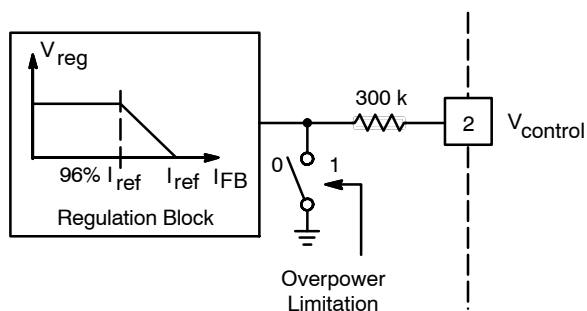 V_reg
300 k
2
V_control
0
1
96% I_ref
I_ref
I_FB
Regulation Block
Overpower
Limitation